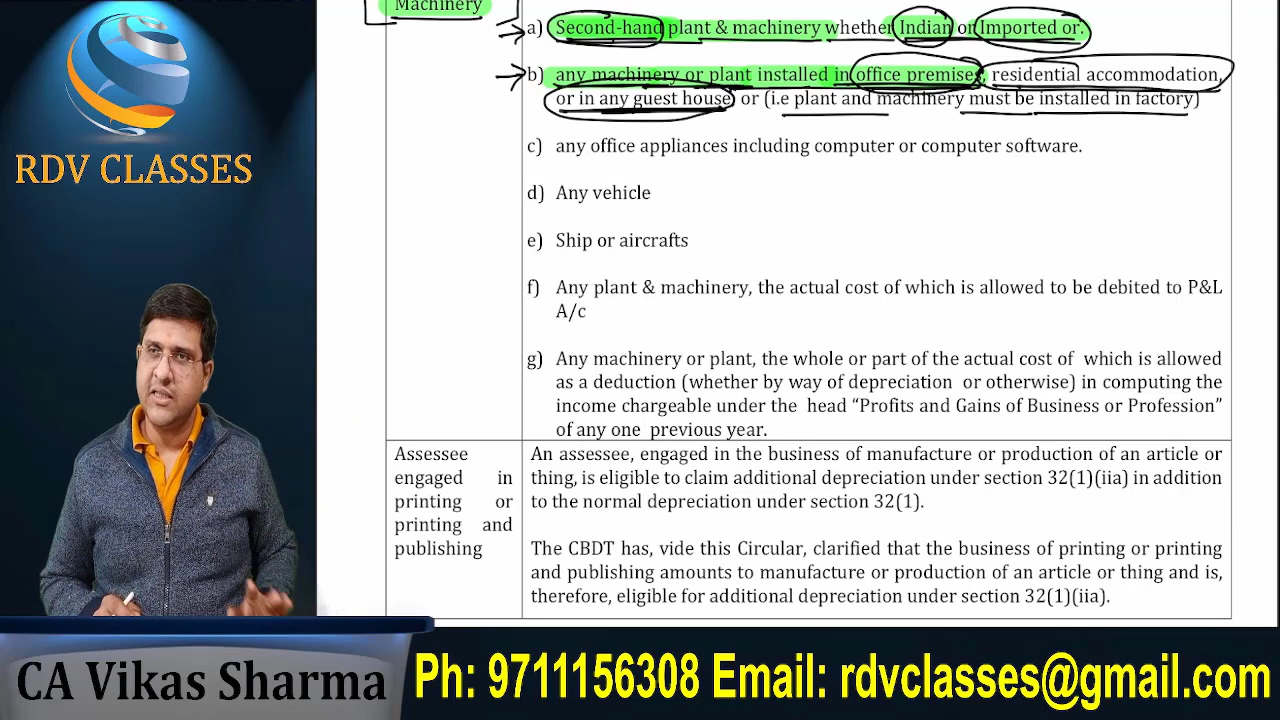 Machinery
a) Second-hand plant & machinery whether Indian or Imported or.
b) any machinery or plant installed in office premises, residential accommodation,
or in any guest house or (i.e plant and machinery must be installed in factory)
c) any office appliances including computer or computer software.
d) Any vehicle
e) Ship or aircrafts
f) Any plant & machinery, the actual cost of which is allowed to be debited to P&L
A/c
g) Any machinery or plant, the whole or part of the actual cost of which is allowed
as a deduction (whether by way of depreciation or otherwise) in computing the
income chargeable under the head “Profits and Gains of Business or Profession”
of any one previous year.
Assessee
engaged in
printing or
printing and
publishing
An assessee, engaged in the business of manufacture or production of an article or
thing, is eligible to claim additional depreciation under section 32(1)(iia) in addition
to the normal depreciation under section 32(1).
The CBDT has, vide this Circular, clarified that the business of printing or printing
and publishing amounts to manufacture or production of an article or thing and is,
therefore, eligible for additional depreciation under section 32(1)(iia).
RDV CLASSES
CA Vikas Sharma
Ph: 9711156308 Email: rdvclasses@gmail.com